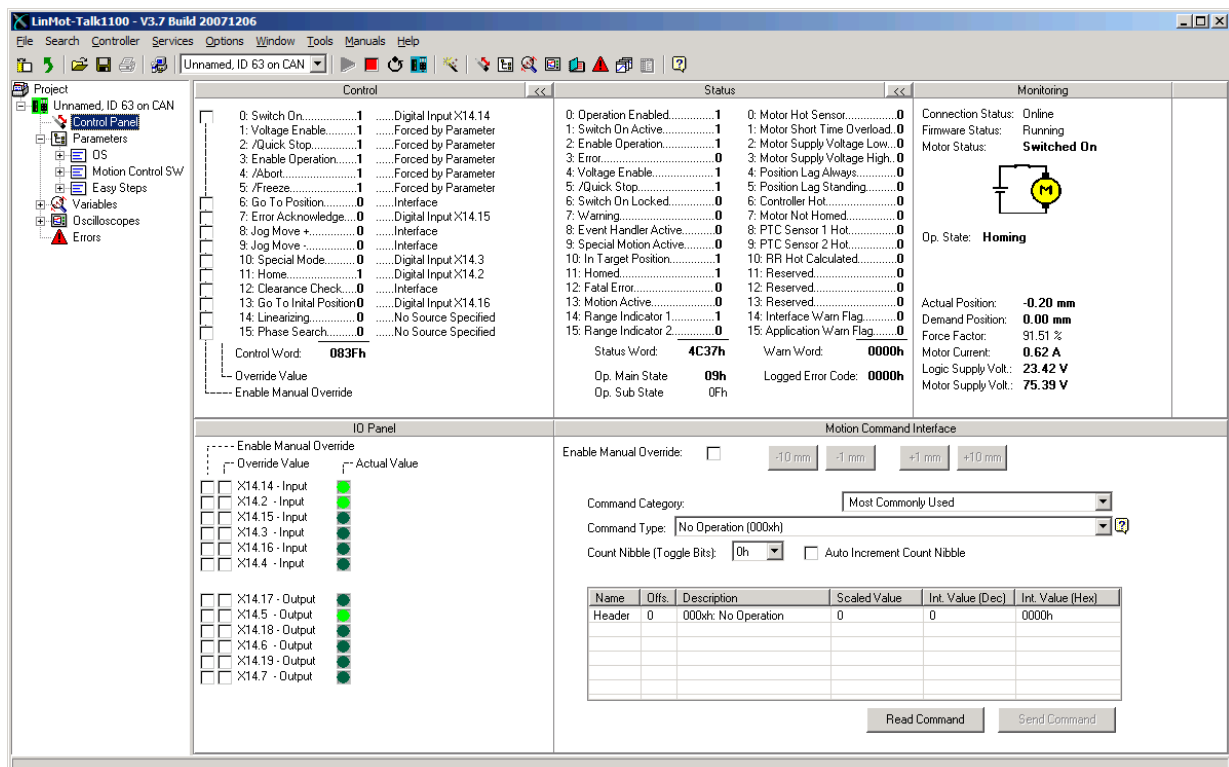 LinMot-Talk1100 - V3.7 Build 20071206
File Search Controller Services Options Window Tools Manuals Help
Unnamed, ID 63 on CAN
Project
Unnamed, ID 63 on CAN
Control Panel
Parameters
OS
Motion Control SW
Easy Steps
Variables
Oscilloscopes
Errors
Control <<
0: Switch On.............1 ......Digital Input X14.14
1: Voltage Enable......1 ......Forced by Parameter
2: /Quick Stop...........1 ......Forced by Parameter
3: Enable Operation.......1 ......Forced by Parameter
4: /Abort..................1 ......Forced by Parameter
5: /Freeze................1 ......Forced by Parameter
6: Go To Position........0 ......Interface
7: Error Acknowledge....0 ......Digital Input X14.15
8: Jog Move +...........0 ......Interface
9: Jog Move -............0 ......Interface
10: Special Mode.........0 ......Digital Input X14.3
11: Home..................1 ......Digital Input X14.2
12: Clearance Check.....0 ......Interface
13: Go To Inital Position0 ......Digital Input X14.16
14: Linearizing............0 ......No Source Specified
15: Phase Search.........0 ......No Source Specified
Control Word: 083Fh
Override Value
Enable Manual Override
Status <<
0: Operation Enabled..........1
1: Switch On Active............1
2: Enable Operation............1
3: Error..........................0
4: Voltage Enable..............1
5: /Quick Stop..................1
6: Switch On Locked...........0
7: Warning......................0
8: Event Handler Active.......0
9: Special Motion Active.......0
10: In Target Position..........1
11: Homed.......................1
12: Fatal Error...................0
13: Motion Active...............0
14: Range Indicator 1..........1
15: Range Indicator 2..........0
Status Word: 4C37h
Op. Main State 09h
Op. Sub State 0Fh
0: Motor Hot Sensor............0
1: Motor Short Time Overload..0
2: Motor Supply Voltage Low...0
3: Motor Supply Voltage High..0
4: Position Lag Always.........0
5: Position Lag Standing........0
6: Controller Hot................0
7: Motor Not Homed............0
8: PTC Sensor 1 Hot............0
9: PTC Sensor 2 Hot............0
10: RR Hot Calculated..........0
11: Reserved....................0
12: Reserved....................0
13: Reserved....................0
14: Interface Warn Flag........0
15: Application Warn Flag.......0
Warn Word: 0000h
Logged Error Code: 0000h
Monitoring
Connection Status: Online
Firmware Status: Running
Motor Status: Switched On
M
Op. State: Homing
Actual Position: -0.20 mm
Demand Position: 0.00 mm
Force Factor: 91.51 %
Motor Current: 0.62 A
Logic Supply Volt.: 23.42 V
Motor Supply Volt.: 75.39 V
IO Panel
Enable Manual Override
Override Value Actual Value
X14.14 - Input
X14.2 - Input
X14.15 - Input
X14.3 - Input
X14.16 - Input
X14.4 - Input
X14.17 - Output
X14.5 - Output
X14.18 - Output
X14.6 - Output
X14.19 - Output
X14.7 - Output
Motion Command Interface
Enable Manual Override: -10 mm -1 mm +1 mm +10 mm
Command Category: Most Commonly Used
Command Type: No Operation (000xh)
Count Nibble (Toggle Bits): 0h Auto Increment Count Nibble
Name Offs. Description Scaled Value Int. Value (Dec) Int. Value (Hex)
Header 0 000xh: No Operation 0 0 0000h
Read Command Send Command